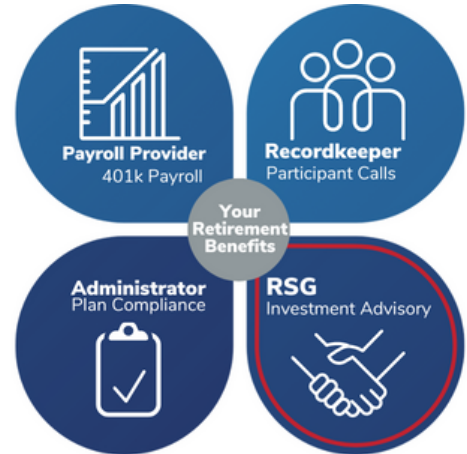 Payroll Provider
401k Payroll
Recordkeeper
Participant Calls
Your
Retirement
Benefits
Administrator
Plan Compliance
RSG
Investment Advisory